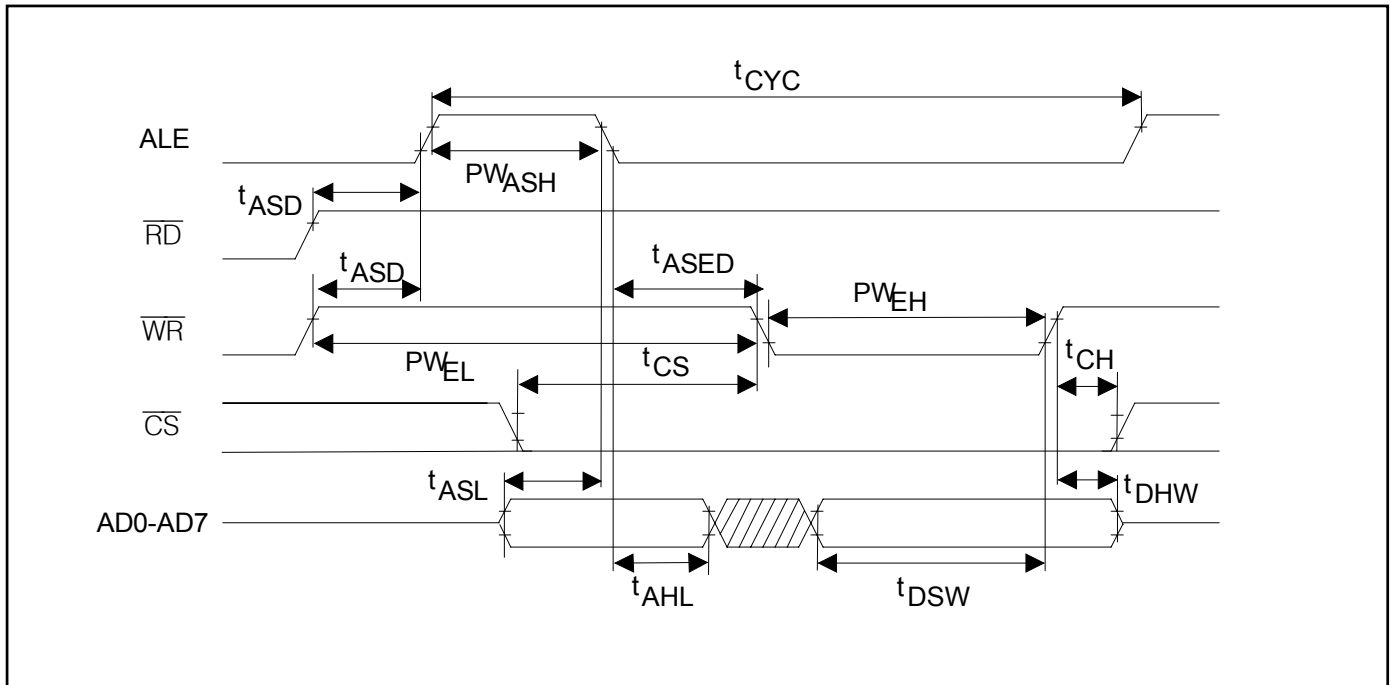 tCYC
ALE
PWASH
tASD
RD
tASD
tASED
PWEH
WR
PWEL
tCS
tCH
CS
tASL
tDHW
AD0-AD7
tAHL
tDSW